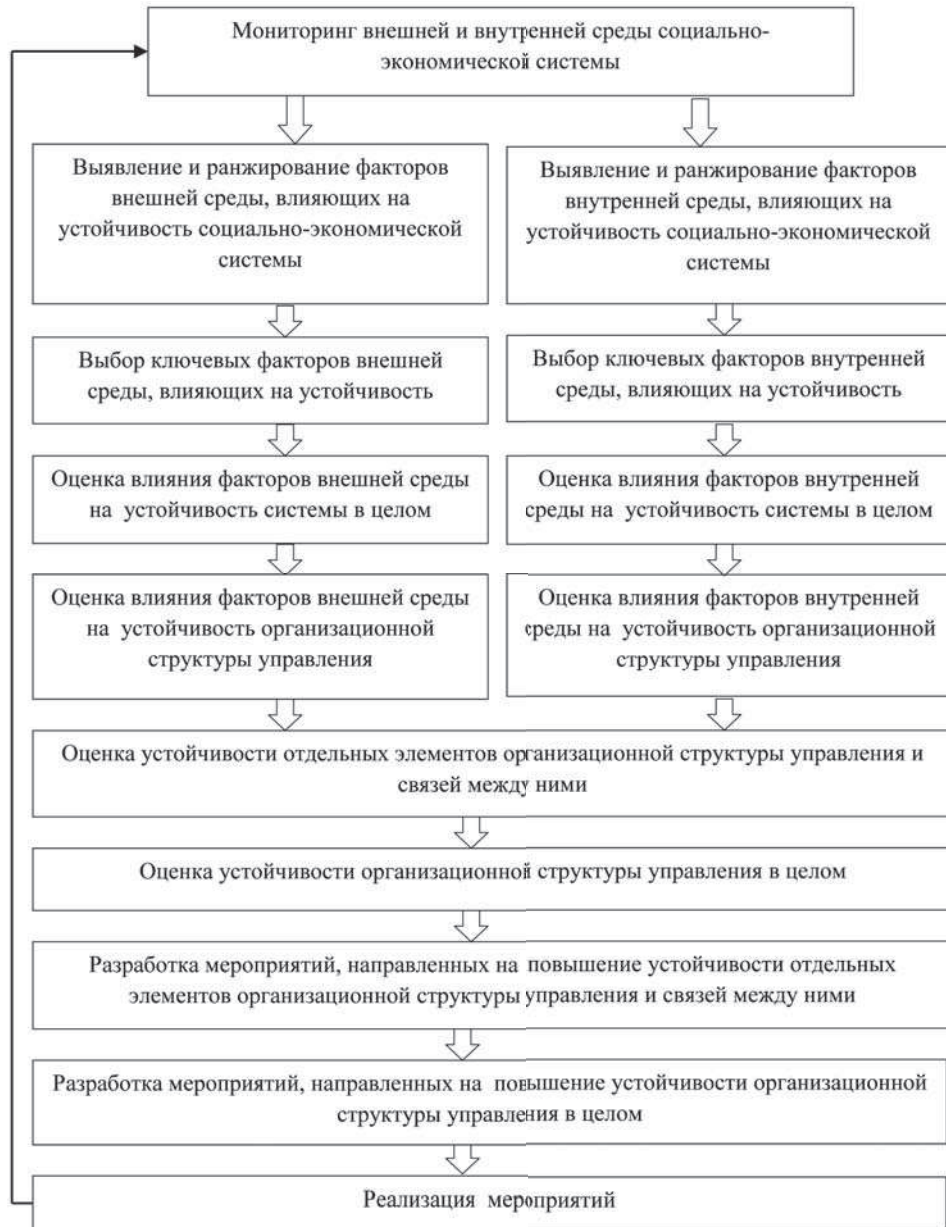 Мониторинг внешней и внутренней среды социально-
экономической системы
Выявление и ранжирование факторов
внешней среды, влияющих на
устойчивость социально-экономической
системы
Выявление и ранжирование факторов
внутренней среды, влияющих на
устойчивость социально-экономической
системы
Выбор ключевых факторов внешней
среды, влияющих на устойчивость
Выбор ключевых факторов внутренней
среды, влияющих на устойчивость
Оценка влияния факторов внешней среды
на устойчивость системы в целом
Оценка влияния факторов внутренней
среды на устойчивость системы в целом
Оценка влияния факторов внешней среды
на устойчивость организационной
структуры управления
Оценка влияния факторов внутренней
среды на устойчивость организационной
структуры управления
Оценка устойчивости отдельных элементов организационной структуры управления и
связей между ними
Оценка устойчивости организационной структуры управления в целом
Разработка мероприятий, направленных на повышение устойчивости отдельных
элементов организационной структуры управления и связей между ними
Разработка мероприятий, направленных на повышение устойчивости организационной
структуры управления в целом
Реализация мероприятий